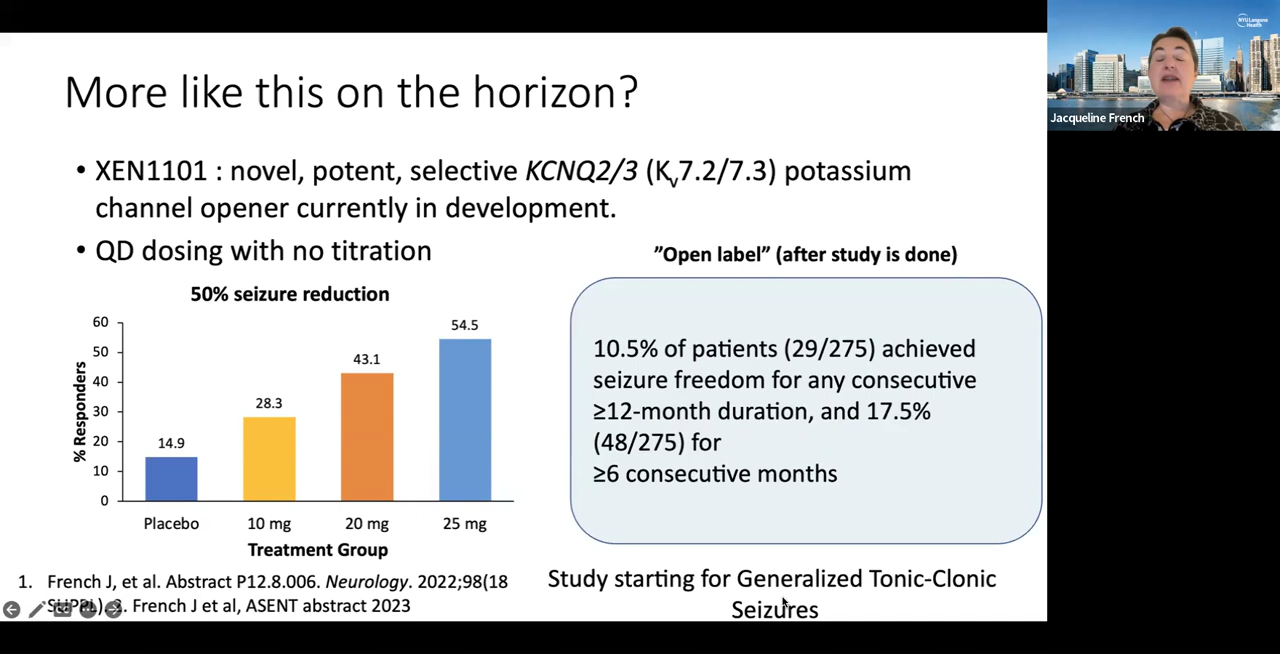 More like this on the horizon?
• XEN1101 : novel, potent, selective KCNQ2/3 (Kv7.2/7.3) potassium
channel opener currently in development.
• QD dosing with no titration
50% seizure reduction
% Responders
60
50
40
30
20
10
0
14.9
28.3
43.1
54.5
Placebo
10 mg
20 mg
25 mg
Treatment Group
”Open label” (after study is done)
10.5% of patients (29/275) achieved
seizure freedom for any consecutive
≥12-month duration, and 17.5%
(48/275) for
≥6 consecutive months
1. French J, et al. Abstract P12.8.006. Neurology. 2022;98(18
French J et al, ASENT abstract 2023
Study starting for Generalized Tonic-Clonic
Seizures
NYU Langone
Health
Jacqueline French